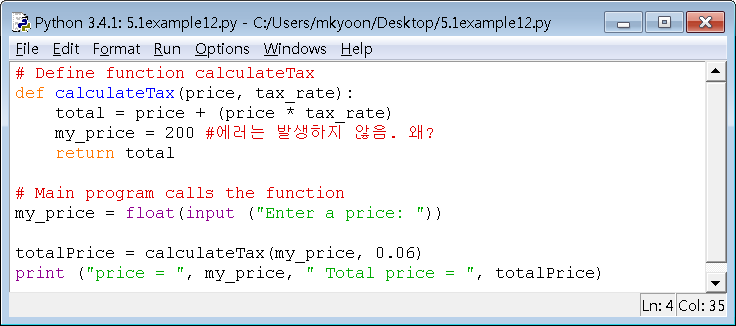 Python 3.4.1: 5.1example12.py - C:/Users/mkyoon/Desktop/5.1example12.py
File Edit Format Run Options Windows Help
# Define function calculateTax
def calculateTax(price, tax_rate):
    total = price + (price * tax_rate)
    my_price = 200 #에러는 발생하지 않음. 왜?
    return total

# Main program calls the function
my_price = float(input ("Enter a price: "))

totalPrice = calculateTax(my_price, 0.06)
print ("price = ", my_price, " Total price = ", totalPrice)
Ln: 4 Col: 35